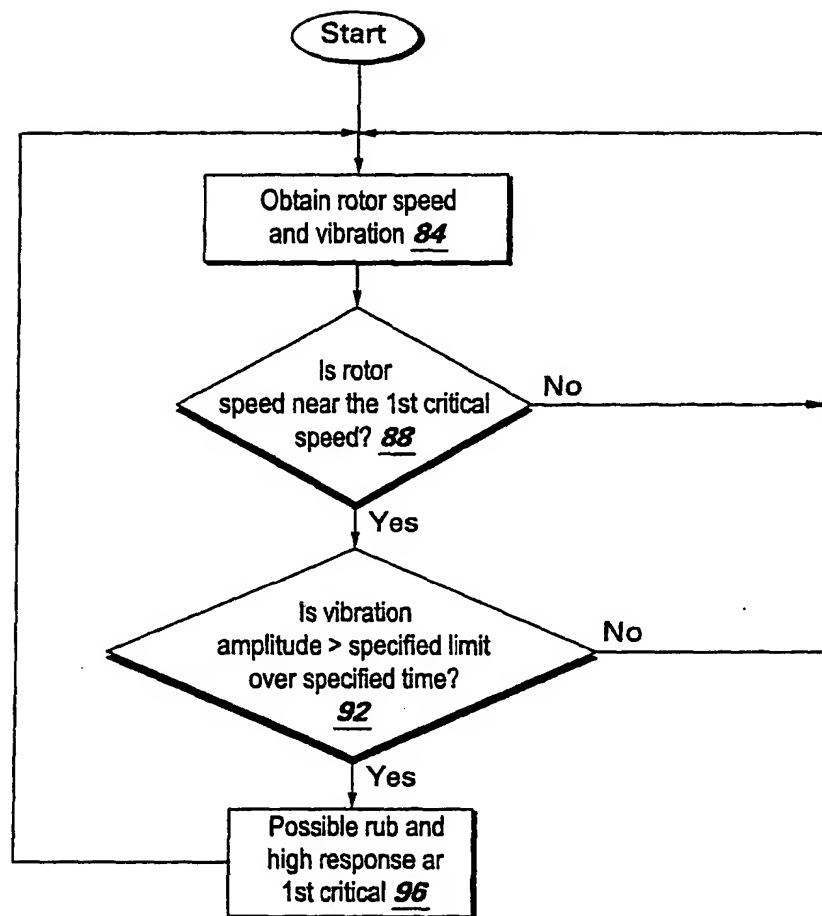 Start
Obtain rotor speed
and vibration 84
Is rotor
speed near the 1st critical
speed? 88
No
Yes
Is vibration
amplitude > specified limit
over specified time?
92
No
Yes
Possible rub and
high response ar
1st critical 96